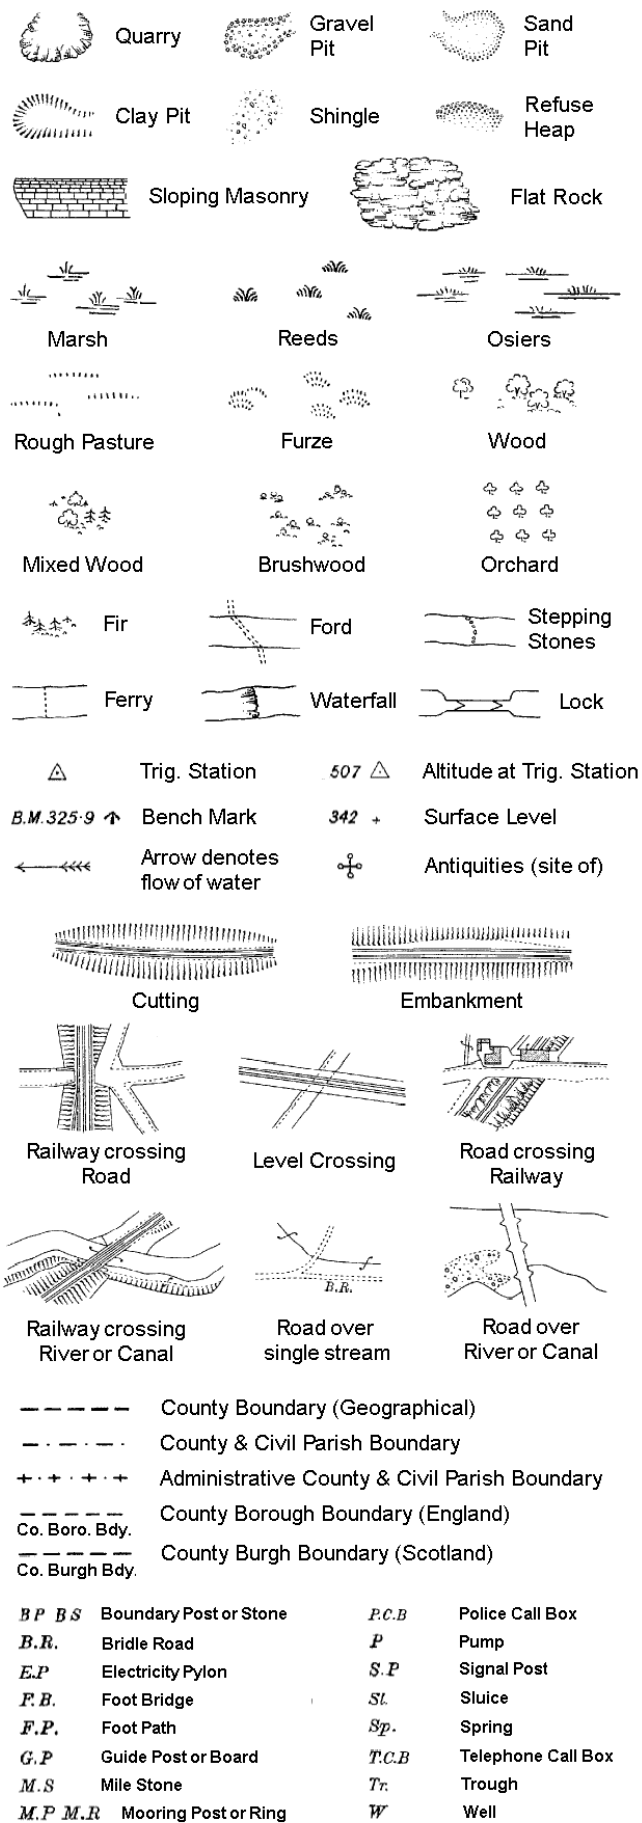 Quarry
Gravel
Pit
Sand
Pit
Clay Pit
Shingle
Refuse
Heap
Sloping Masonry
Flat Rock
Marsh
Reeds
Osiers
Rough Pasture
Furze
Wood
Mixed Wood
Brushwood
Orchard
Fir
Ford
Stepping
Stones
Ferry
Waterfall
Lock
Trig. Station
507
Altitude at Trig. Station
B.M. 325·9
Bench Mark
342
Surface Level
Arrow denotes
flow of water
Antiquities (site of)
Cutting
Embankment
Railway crossing
Road
Level Crossing
Road crossing
Railway
Railway crossing
River or Canal
B.R.
Road over
single stream
Road over
River or Canal
County Boundary (Geographical)
County & Civil Parish Boundary
Administrative County & Civil Parish Boundary
Co. Boro. Bdy.
County Borough Boundary (England)
Co. Burgh Bdy.
County Burgh Boundary (Scotland)
B P B S Boundary Post or Stone
B.R. Bridle Road
E.P Electricity Pylon
F.B. Foot Bridge
F.P. Foot Path
G.P Guide Post or Board
M.S Mile Stone
M.P M.R Mooring Post or Ring
P.C.B Police Call Box
P Pump
S.P Signal Post
Sl. Sluice
Sp. Spring
T.C.B Telephone Call Box
Tr. Trough
W Well